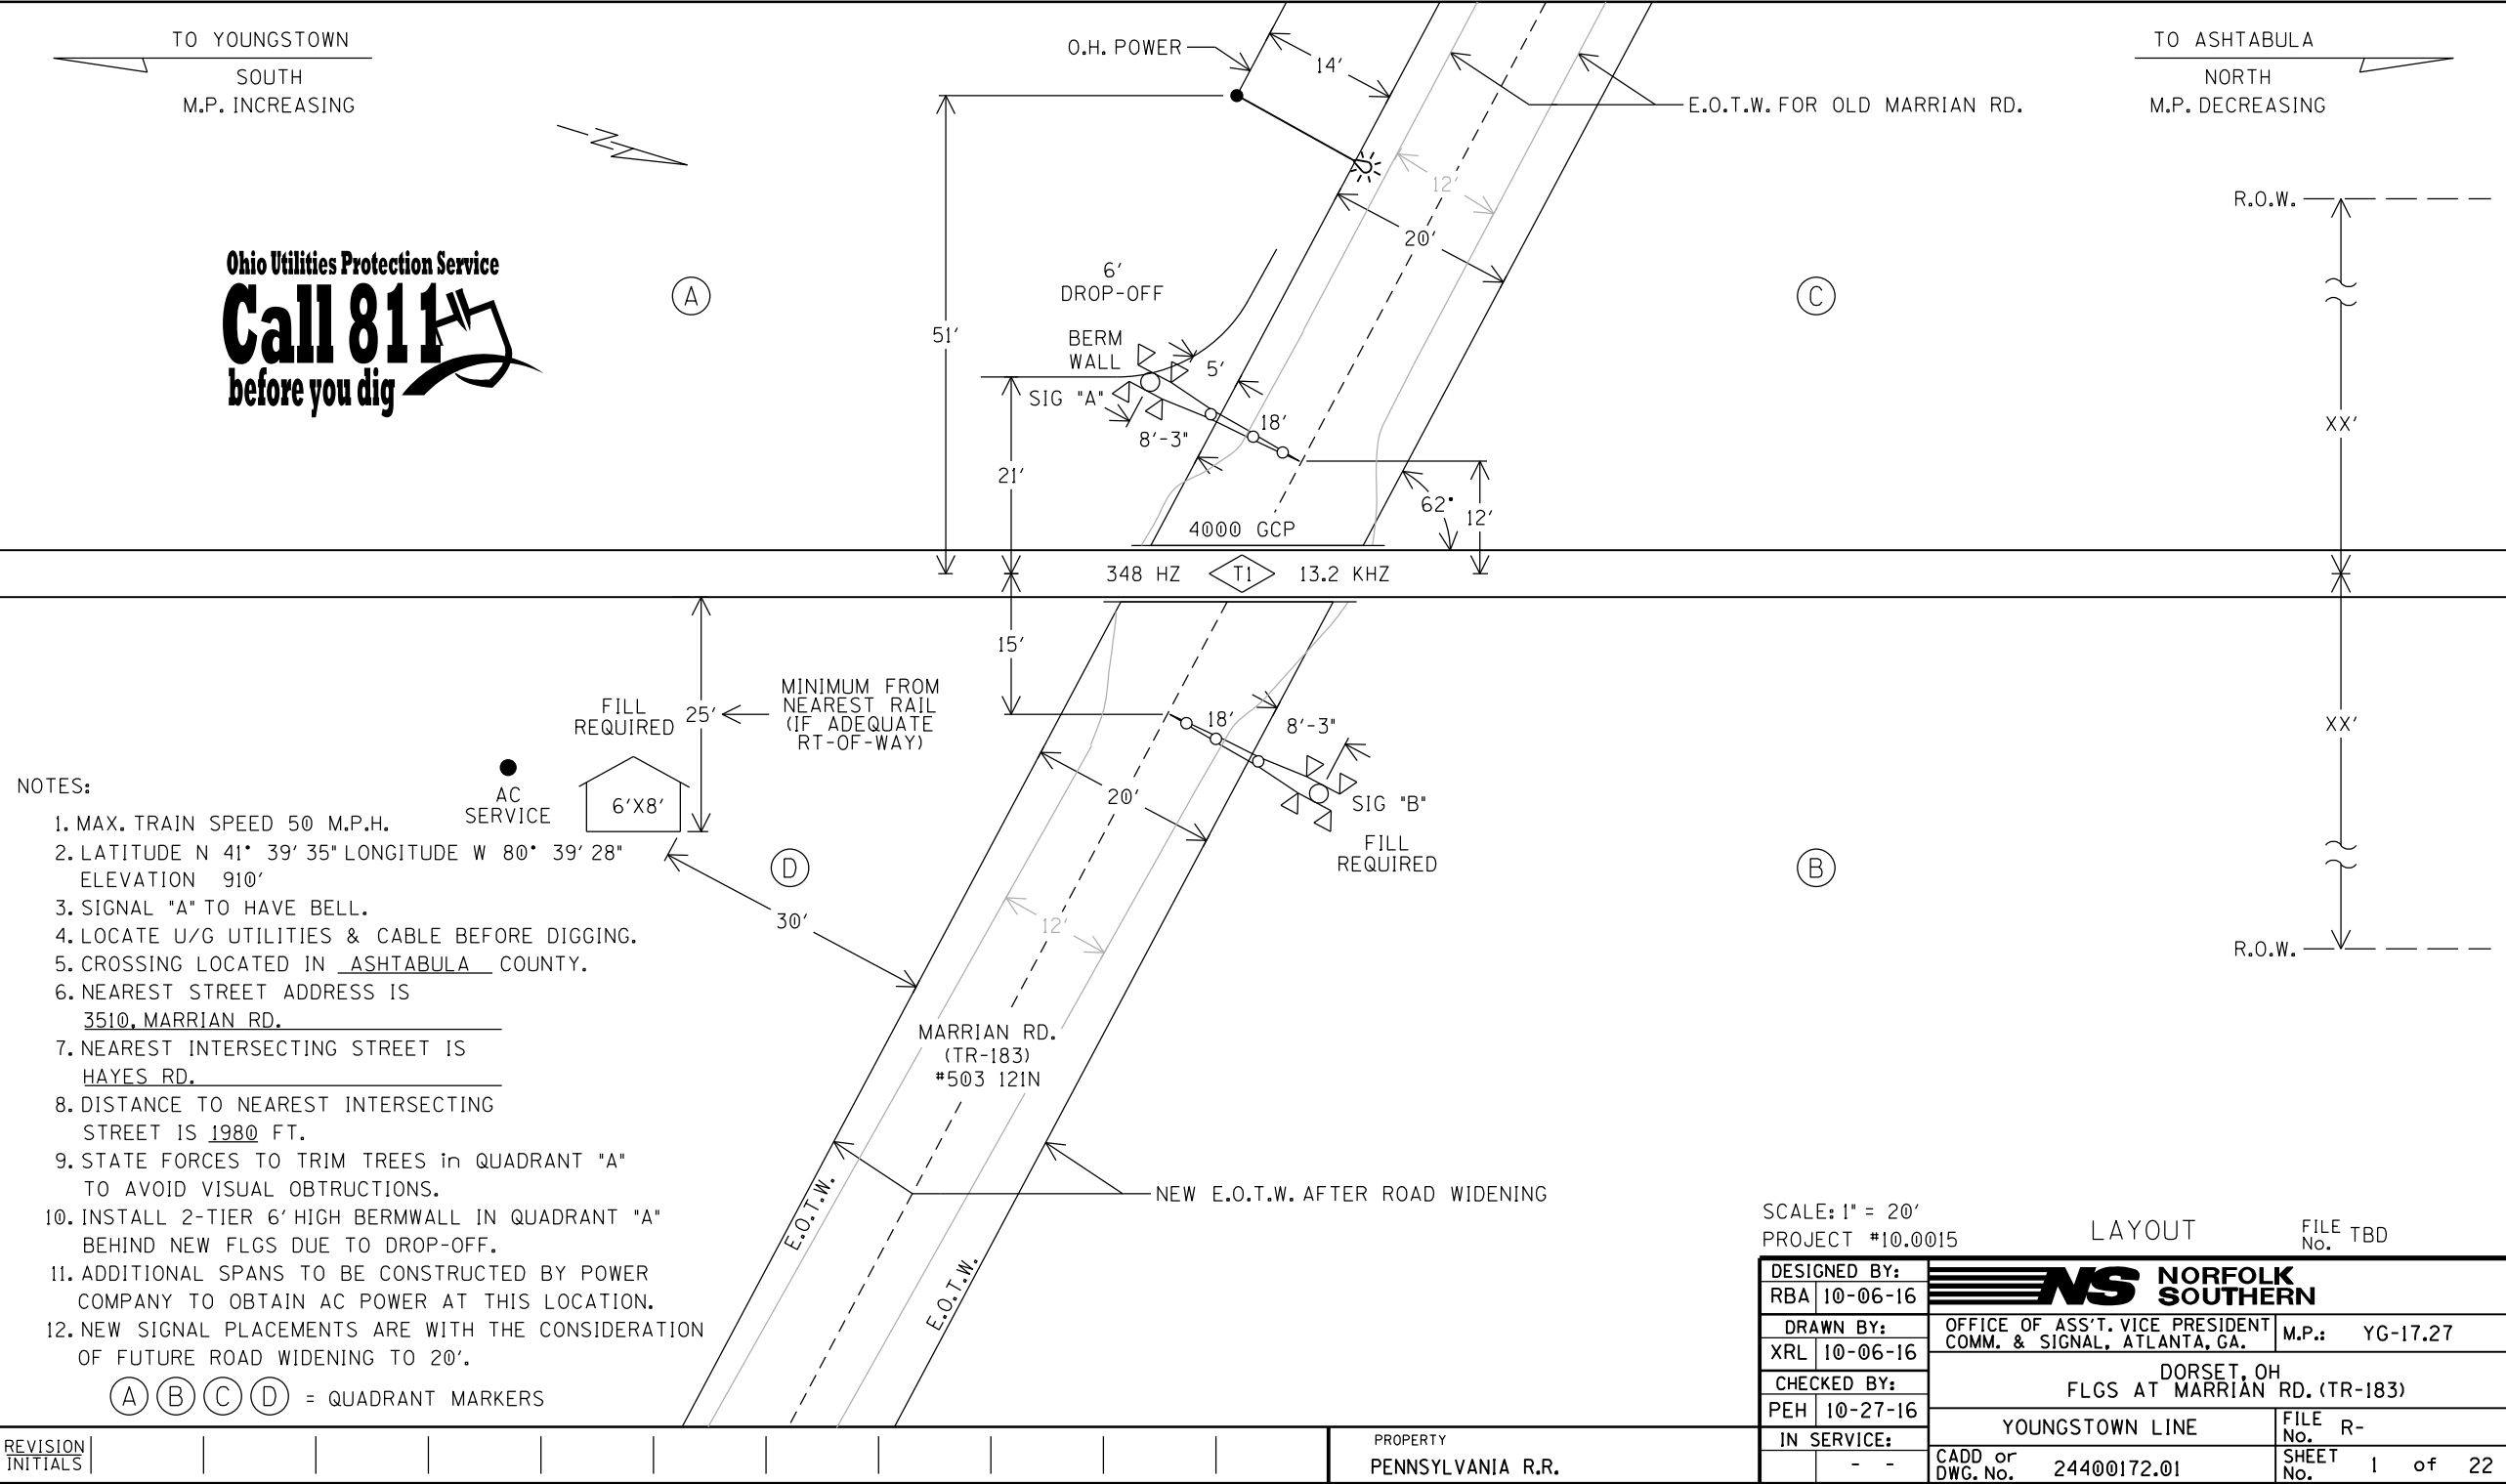 TO YOUNGSTOWN
SOUTH
M.P. INCREASING
O.H. POWER
14'
E.O.T.W. FOR OLD MARRIAN RD.
TO ASHTABULA
NORTH
M.P. DECREASING
R.O.W.
12'
20'
Ohio Utilities Protection Service
Call 811
before you dig
A
6'
DROP-OFF
C
BERM
WALL
51'
5'
SIG "A"
8'-3"
18'
XX'
21'
62°
12'
4000 GCP
348 HZ
T1
13.2 KHZ
15'
FILL
REQUIRED
25'
MINIMUM FROM
NEAREST RAIL
(IF ADEQUATE
RT-OF-WAY)
18'
8'-3"
XX'
AC
SERVICE
6'X8'
20'
SIG "B"
FILL
REQUIRED
D
B
30'
12'
R.O.W.
MARRIAN RD.
(TR-183)
#503 121N
NEW E.O.T.W. AFTER ROAD WIDENING
E.O.T.W.
E.O.T.W.
NOTES:
1. MAX. TRAIN SPEED 50 M.P.H.
2. LATITUDE N 41° 39' 35" LONGITUDE W 80° 39' 28"
ELEVATION 910'
3. SIGNAL "A" TO HAVE BELL.
4. LOCATE U/G UTILITIES & CABLE BEFORE DIGGING.
5. CROSSING LOCATED IN ASHTABULA COUNTY.
6. NEAREST STREET ADDRESS IS
3510, MARRIAN RD.
7. NEAREST INTERSECTING STREET IS
HAYES RD.
8. DISTANCE TO NEAREST INTERSECTING
STREET IS 1980 FT.
9. STATE FORCES TO TRIM TREES in QUADRANT "A"
TO AVOID VISUAL OBTRUCTIONS.
10. INSTALL 2-TIER 6' HIGH BERMWALL IN QUADRANT "A"
BEHIND NEW FLGS DUE TO DROP-OFF.
11. ADDITIONAL SPANS TO BE CONSTRUCTED BY POWER
COMPANY TO OBTAIN AC POWER AT THIS LOCATION.
12. NEW SIGNAL PLACEMENTS ARE WITH THE CONSIDERATION
OF FUTURE ROAD WIDENING TO 20'.
A B C D = QUADRANT MARKERS
SCALE: 1" = 20'
PROJECT #10.0015
LAYOUT
FILE No. TBD
DESIGNED BY:
RBA 10-06-16
DRAWN BY:
XRL 10-06-16
CHECKED BY:
PEH 10-27-16
IN SERVICE:
- -
NS NORFOLK SOUTHERN
OFFICE OF ASS'T. VICE PRESIDENT
COMM. & SIGNAL, ATLANTA, GA.
M.P.: YG-17.27
DORSET, OH
FLGS AT MARRIAN RD. (TR-183)
YOUNGSTOWN LINE
FILE No. R-
CADD or DWG. No. 24400172.01
SHEET No. 1 of 22
REVISION
INITIALS
PROPERTY
PENNSYLVANIA R.R.